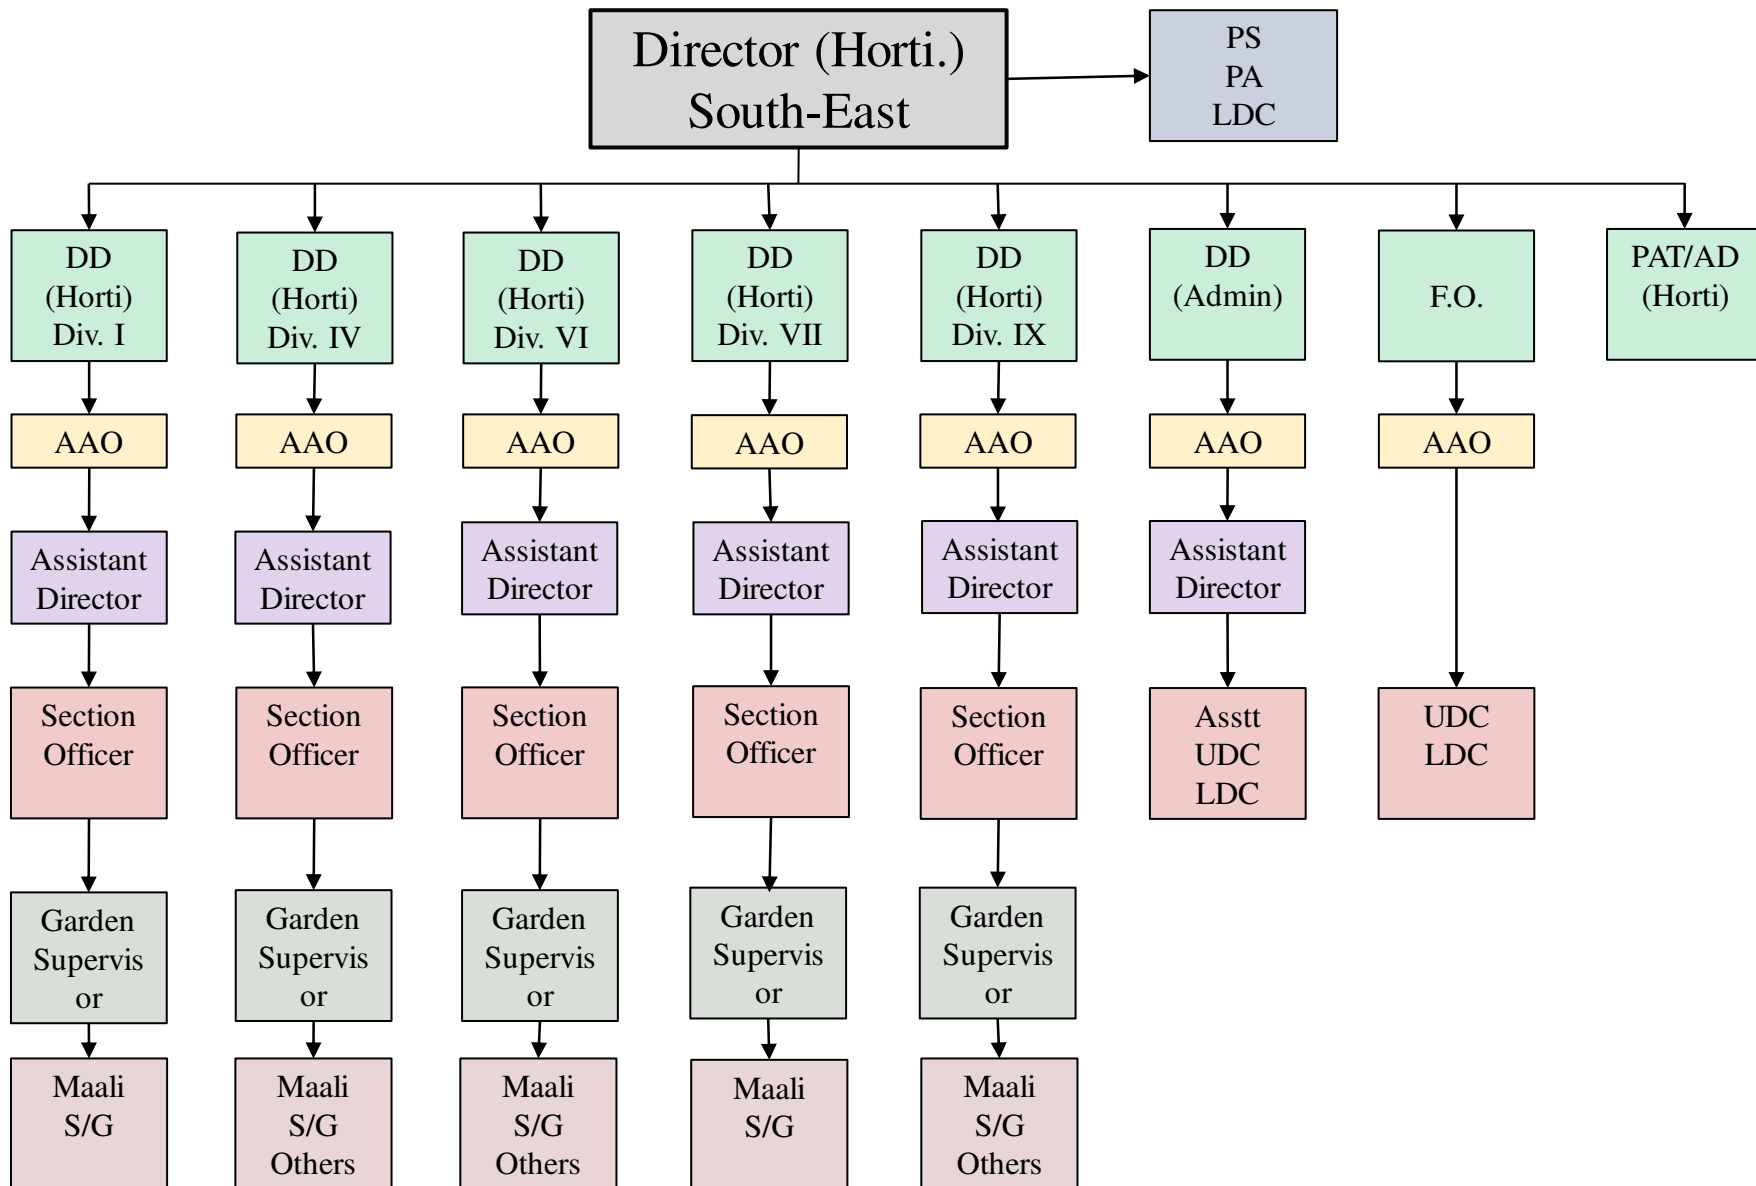 Director (Horti.)
South-East
PS
PA
LDC
DD
(Horti)
Div. I
DD
(Horti)
Div. IV
DD
(Horti)
Div. VI
DD
(Horti)
Div. VII
DD
(Horti)
Div. IX
DD
(Admin)
F.O.
PAT/AD
(Horti)
AAO
AAO
AAO
AAO
AAO
AAO
AAO
Assistant
Director
Assistant
Director
Assistant
Director
Assistant
Director
Assistant
Director
Assistant
Director
Section
Officer
Section
Officer
Section
Officer
Section
Officer
Section
Officer
Asstt
UDC
LDC
UDC
LDC
Garden
Supervis
or
Garden
Supervis
or
Garden
Supervis
or
Garden
Supervis
or
Garden
Supervis
or
Maali
S/G
Maali
S/G
Others
Maali
S/G
Others
Maali
S/G
Maali
S/G
Others